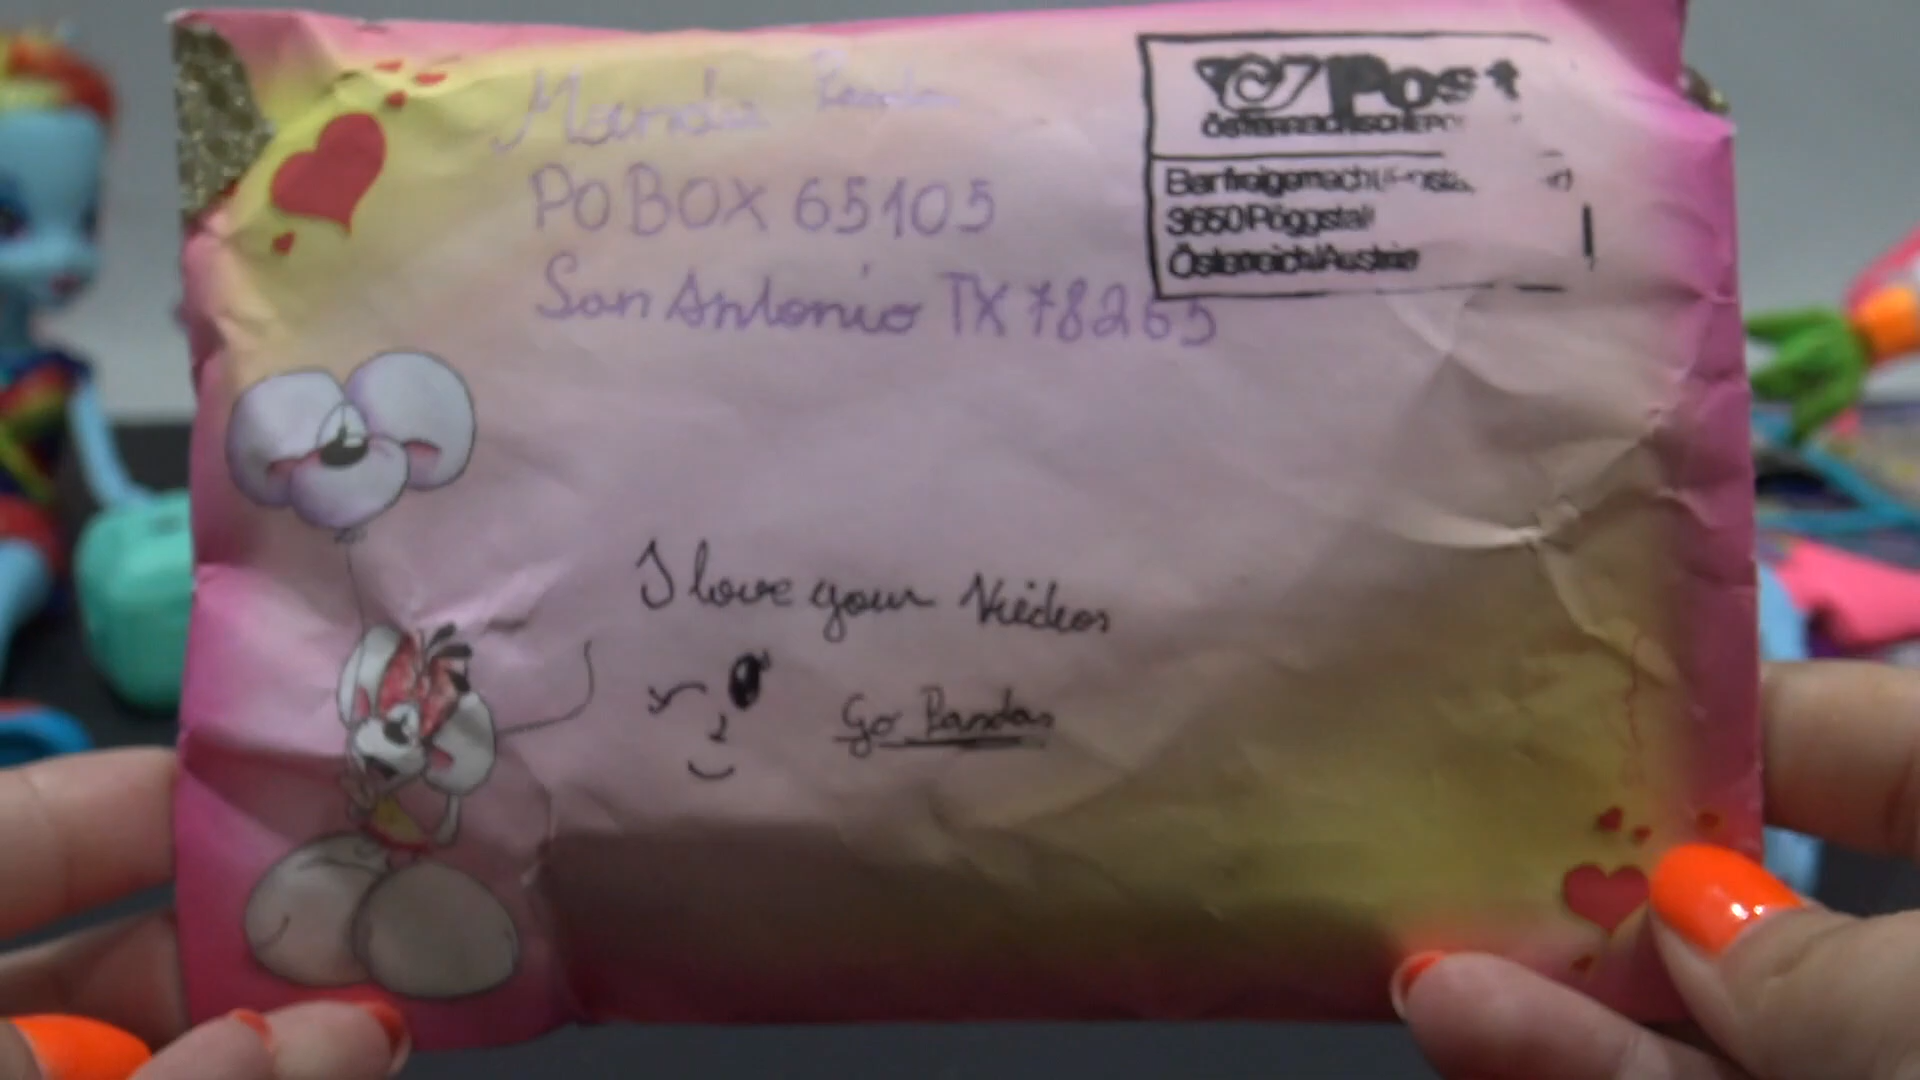 PO BOX 65105
San Antonio TX 78265
Post
3650 Pöggstall
Österreich/Austria
I love your Videos
Go Pandas